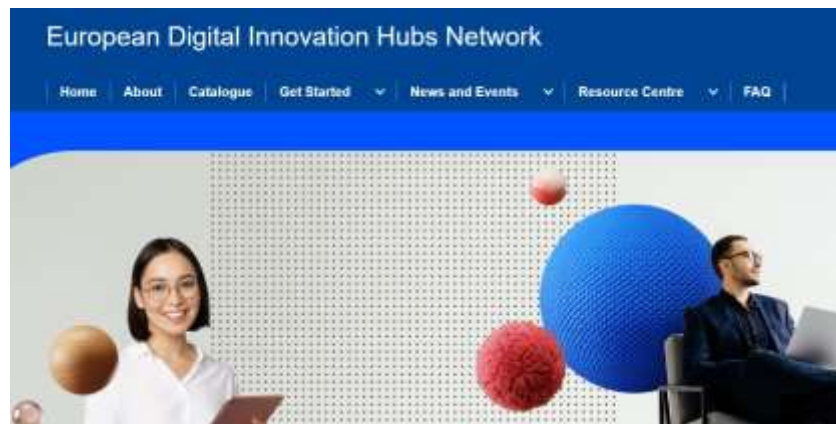 European Digital Innovation Hubs Network
Home About Catalogue Get Started News and Events Resource Centre FAQ